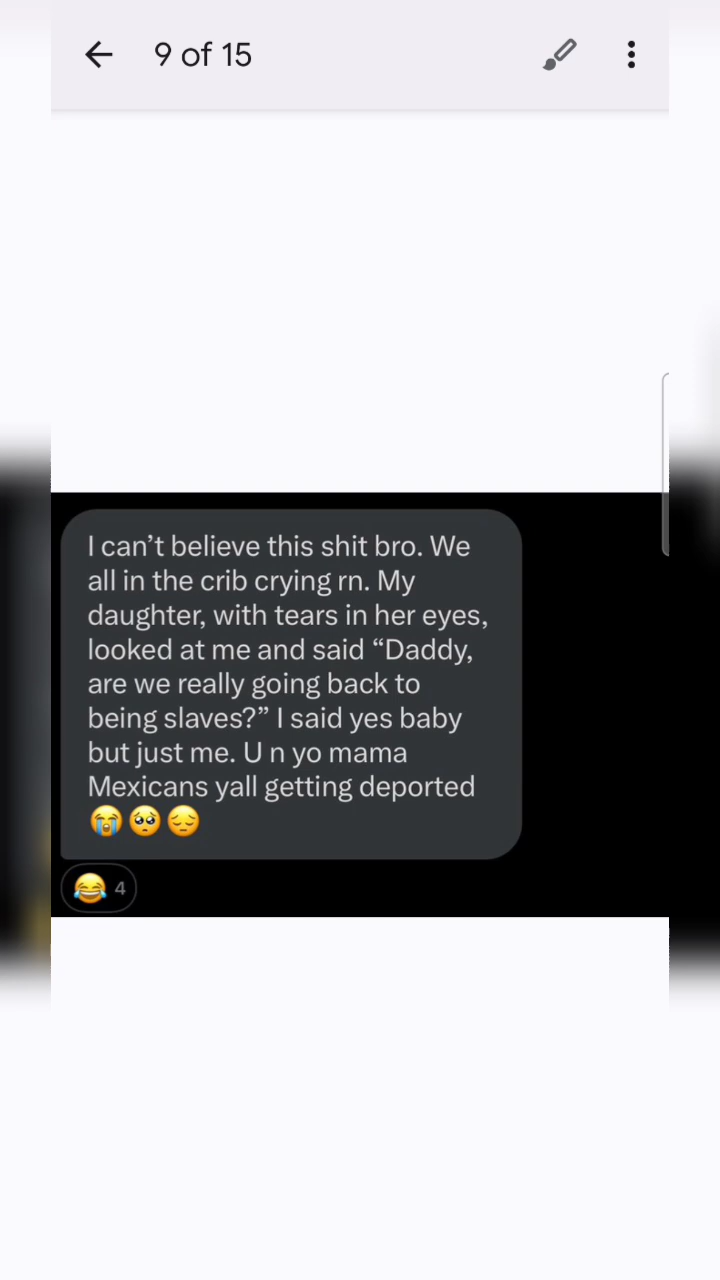 9 of 15
I can’t believe this shit bro. We
all in the crib crying rn. My
daughter, with tears in her eyes,
looked at me and said “Daddy,
are we really going back to
being slaves?” I said yes baby
but just me. U n yo mama
Mexicans yall getting deported
😭🥺😔
😂 4